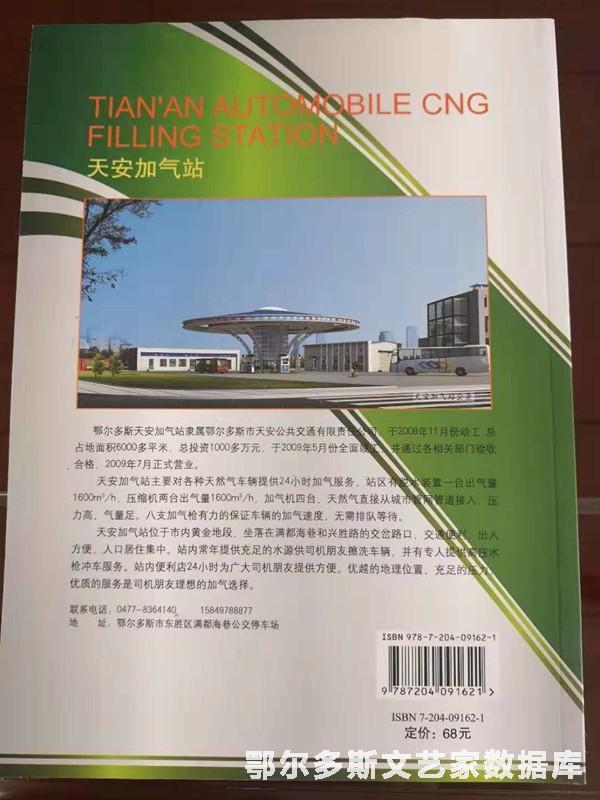 TIAN'AN AUTOMOBILE CNG
FILLING STATION
天安加气站
天安加气站全景
鄂尔多斯天安加气站隶属鄂尔多斯市天安公共交通有限责任公司，于2008年11月份动工，总
占地面积6000多平米，总投资1000多万元，于2009年5月份全面竣工，并通过各相关部门验收
合格，2009年7月正式营业。
天安加气站主要对各种天然气车辆提供24小时加气服务，站区有脱水装置一台出气量
1600m³/h，压缩机两台出气量1600m³/h，加气机四台，天然气直接从城市管网管道接入，压
力高，气量足，八支加气枪有力的保证车辆的加气速度，无需排队等待。
天安加气站位于市内黄金地段，坐落在满都海巷和兴胜路的交岔路口，交通便利，出入
方便，人口居住集中。站内常年提供充足的水源供司机朋友擦洗车辆，并有专人提供高压水
枪冲车服务。站内便利店24小时为广大司机朋友提供方便。优越的地理位置，充足的压力，
优质的服务是司机朋友理想的加气选择。
联系电话：0477-8364140 15849788877
地 址：鄂尔多斯市东胜区满都海巷公交停车场
ISBN 978-7-204-09162-1
9 787204 091621 >
ISBN 7-204-09162-1
定价：68元
鄂尔多斯文艺家数据库